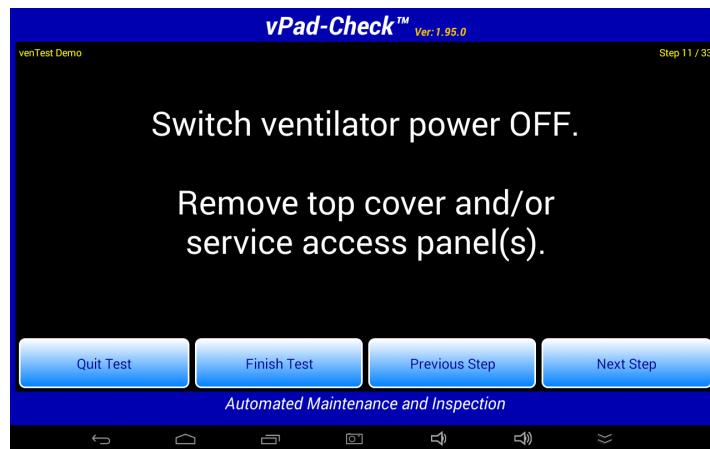 vPad-Check™ Ver: 1.95.0
venTest Demo Step 11 / 33
Switch ventilator power OFF.
Remove top cover and/or
service access panel(s).
Quit Test Finish Test Previous Step Next Step
Automated Maintenance and Inspection